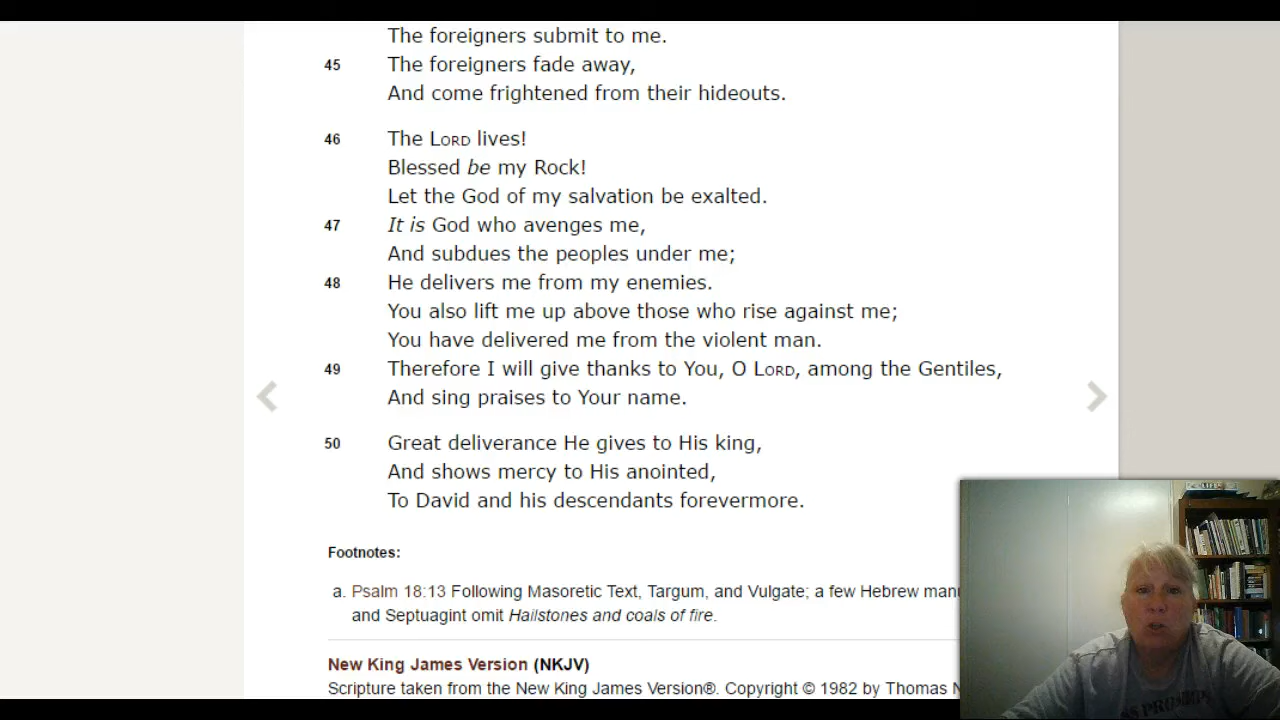 The foreigners submit to me.
45 The foreigners fade away,
And come frightened from their hideouts.
46 The LORD lives!
Blessed be my Rock!
Let the God of my salvation be exalted.
47 It is God who avenges me,
And subdues the peoples under me;
48 He delivers me from my enemies.
You also lift me up above those who rise against me;
You have delivered me from the violent man.
49 Therefore I will give thanks to You, O LORD, among the Gentiles,
And sing praises to Your name.
50 Great deliverance He gives to His king,
And shows mercy to His anointed,
To David and his descendants forevermore.
Footnotes:
a. Psalm 18:13 Following Masoretic Text, Targum, and Vulgate; a few Hebrew
and Septuagint omit Hailstones and coals of fire.
New King James Version (NKJV)
Scripture taken from the New King James Version®. Copyright © 1982 by Thomas